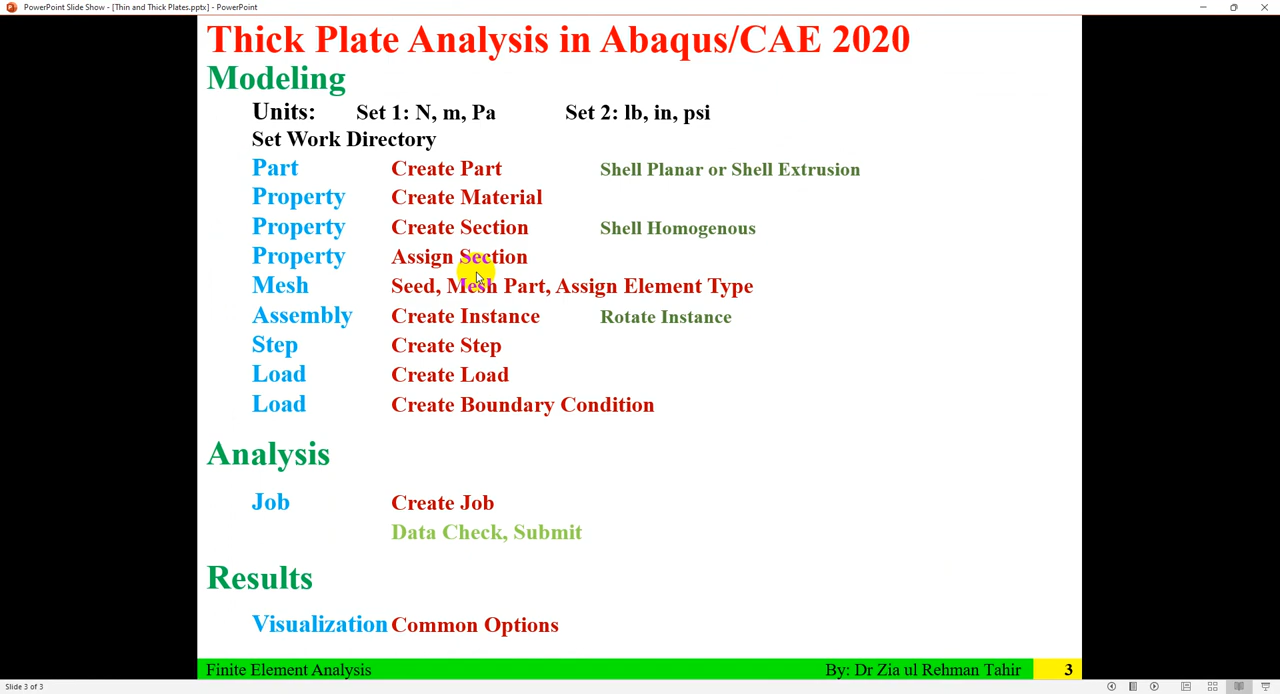 PowerPoint Slide Show - [Thin and Thick Plates.pptx] - PowerPoint
Thick Plate Analysis in Abaqus/CAE 2020
Modeling
Units: Set 1: N, m, Pa Set 2: lb, in, psi
Set Work Directory
Part Create Part Shell Planar or Shell Extrusion
Property Create Material
Property Create Section Shell Homogenous
Property Assign Section
Mesh Seed, Mesh Part, Assign Element Type
Assembly Create Instance Rotate Instance
Step Create Step
Load Create Load
Load Create Boundary Condition
Analysis
Job Create Job
Data Check, Submit
Results
Visualization Common Options
Finite Element Analysis By: Dr Zia ul Rehman Tahir 3
Slide 3 of 3